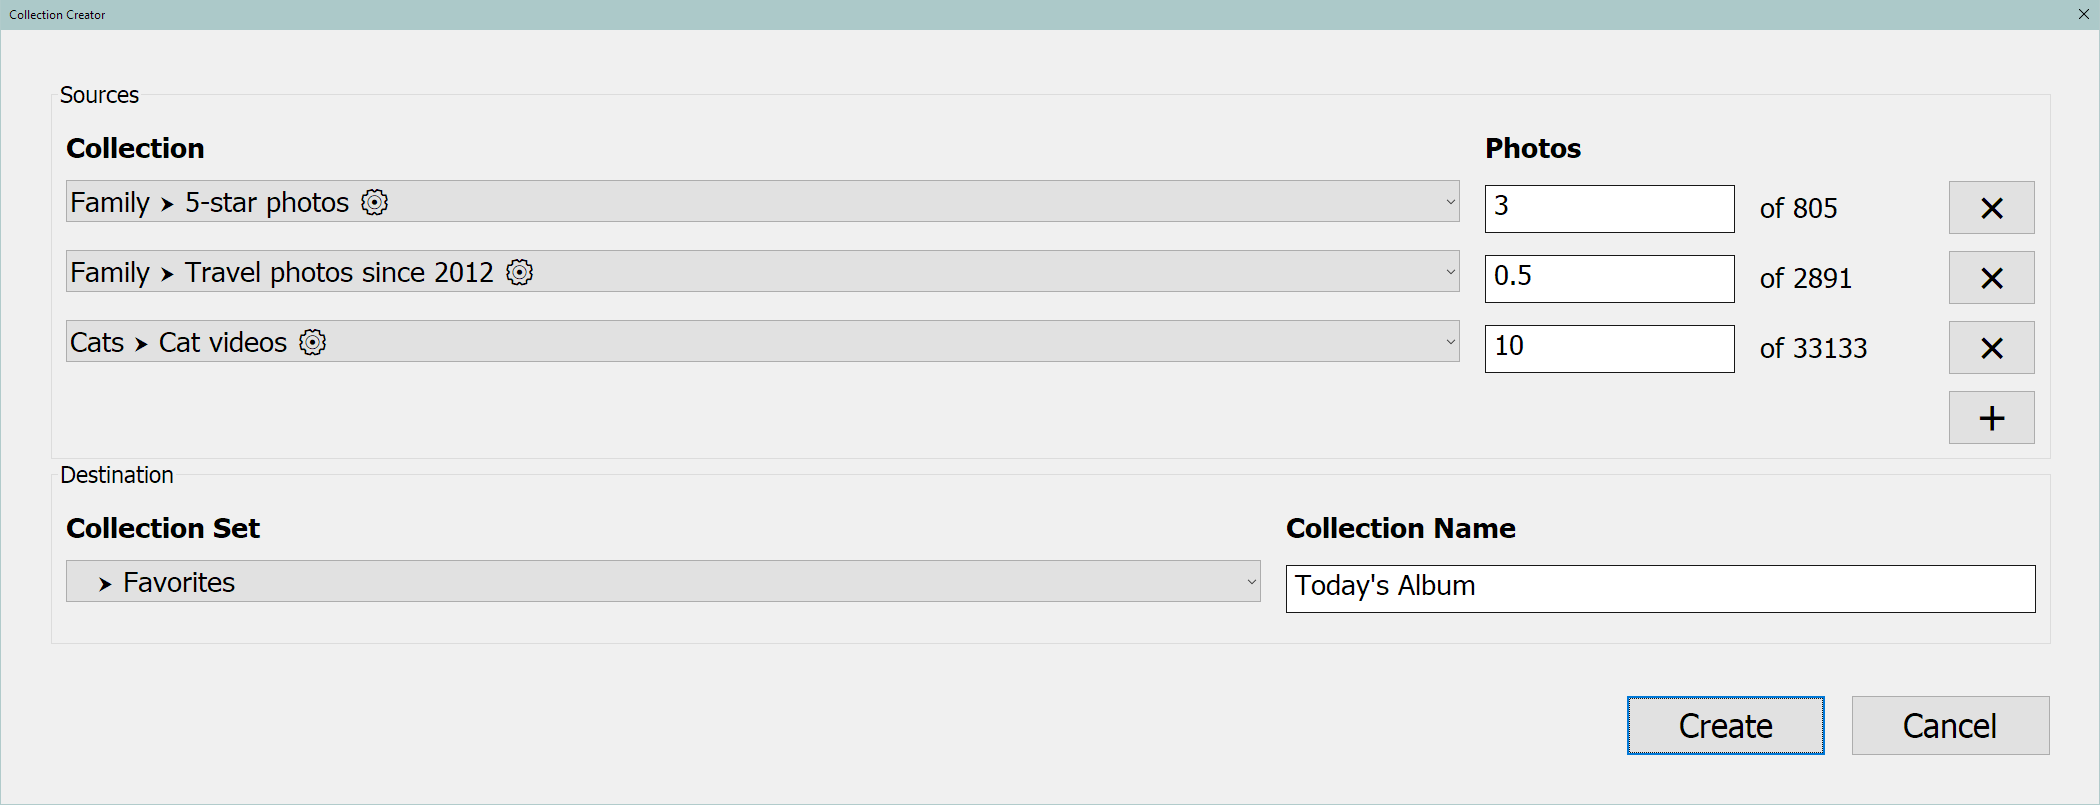 Collection Creator
Sources
Collection Photos
Family ➤ 5-star photos 3 of 805 ×
Family ➤ Travel photos since 2012 0.5 of 2891 ×
Cats ➤ Cat videos 10 of 33133 ×
+
Destination
Collection Set Collection Name
➤ Favorites Today's Album
Create Cancel